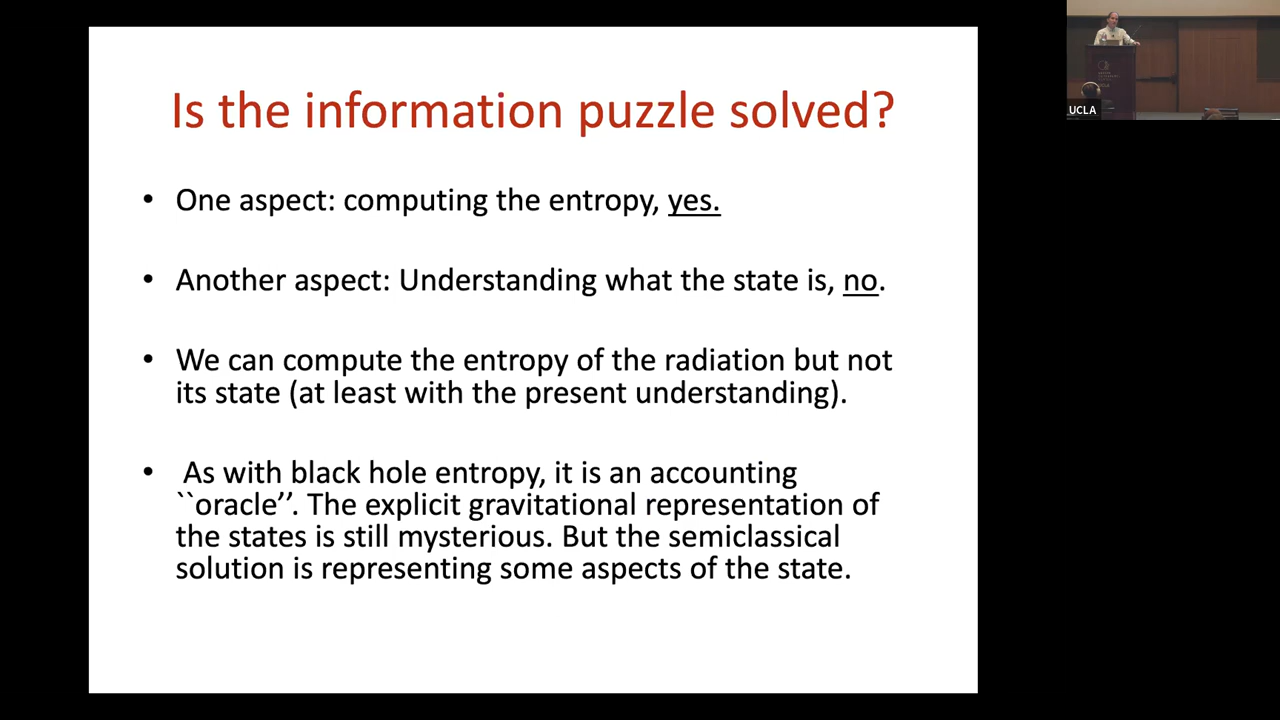 Is the information puzzle solved?
• One aspect: computing the entropy, yes.
• Another aspect: Understanding what the state is, no.
• We can compute the entropy of the radiation but not
its state (at least with the present understanding).
• As with black hole entropy, it is an accounting
``oracle’’. The explicit gravitational representation of
the states is still mysterious. But the semiclassical
solution is representing some aspects of the state.
UCLA